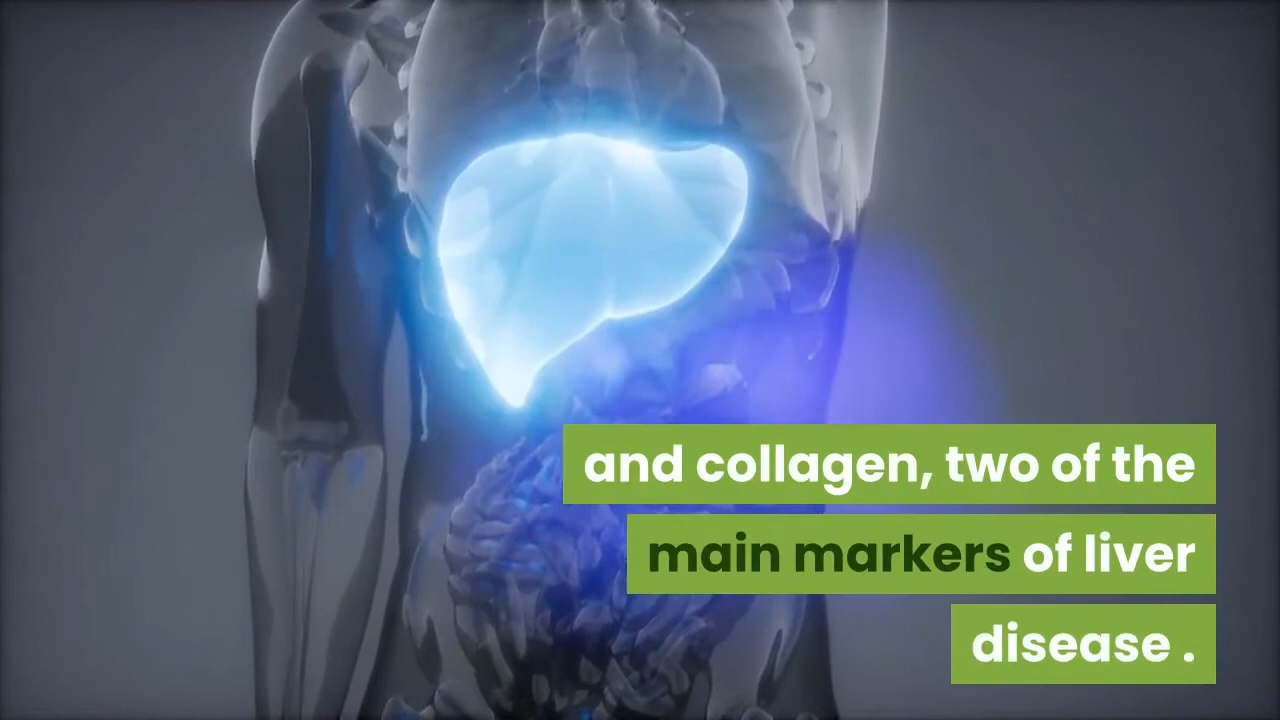 and collagen, two of the
main markers of liver
disease .